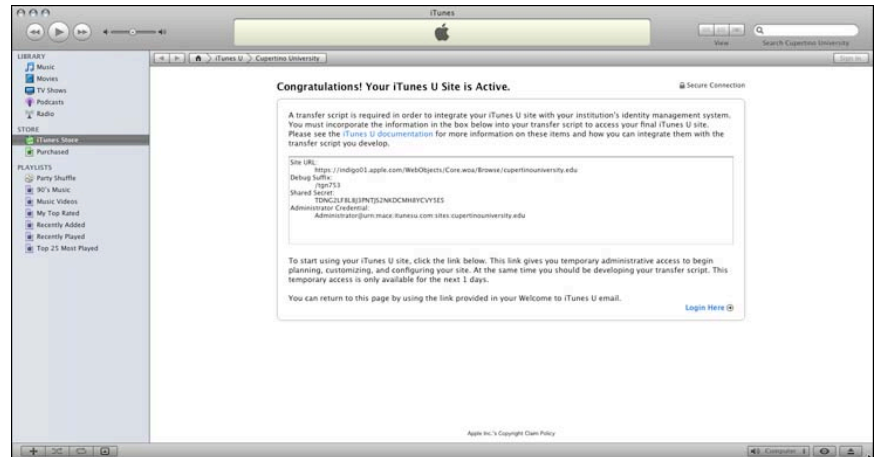 iTunes
View
Search Cupertino University
LIBRARY
Music
Movies
TV Shows
Podcasts
Radio
STORE
iTunes Store
Purchased
PLAYLISTS
Party Shuffle
90's Music
Music Videos
My Top Rated
Recently Added
Recently Played
Top 25 Most Played
iTunes U
Cupertino University
Sign In
Congratulations! Your iTunes U Site is Active.
Secure Connection
A transfer script is required in order to integrate your iTunes U site with your institution's identity management system.
You must incorporate the information in the box below into your transfer script to access your final iTunes U site.
Please see the iTunes U documentation for more information on these items and how you can integrate them with the
transfer script you develop.
Site URL:
https://indigo01.apple.com/WebObjects/Core.woa/Browse/cupertinouniversity.edu
Debug Suffix:
/tgn753
Shared Secret:
Administrator Credential:
Administrator@urn:mace:itunesu.com:sites:cupertinouniversity.edu
To start using your iTunes U site, click the link below. This link gives you temporary administrative access to begin
planning, customizing, and configuring your site. At the same time you should be developing your transfer script. This
temporary access is only available for the next 1 days.
You can return to this page by using the link provided in your Welcome to iTunes U email.
Login Here
Apple Inc.'s Copyright Claim Policy
Computer